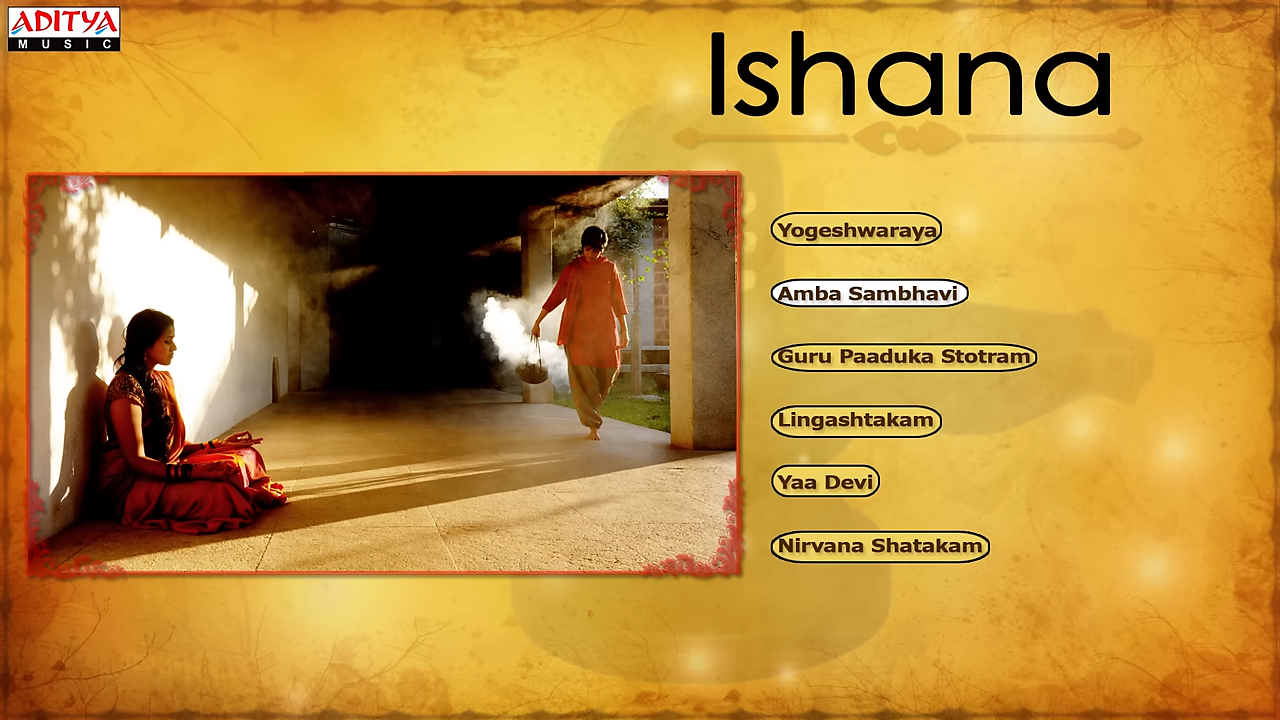 ADITYA
MUSIC
Ishana
Yogeshwaraya
Amba Sambhavi
Guru Paaduka Stotram
Lingashtakam
Yaa Devi
Nirvana Shatakam